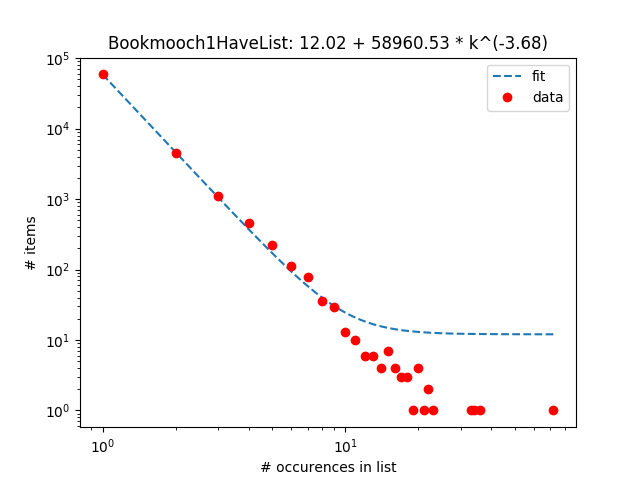 Bookmooch1HaveList: 12.02 + 58960.53 * k^(-3.68)
fit
data
10^5
10^4
10^3
10^2
10^1
10^0
# items
10^0
10^1
# occurences in list